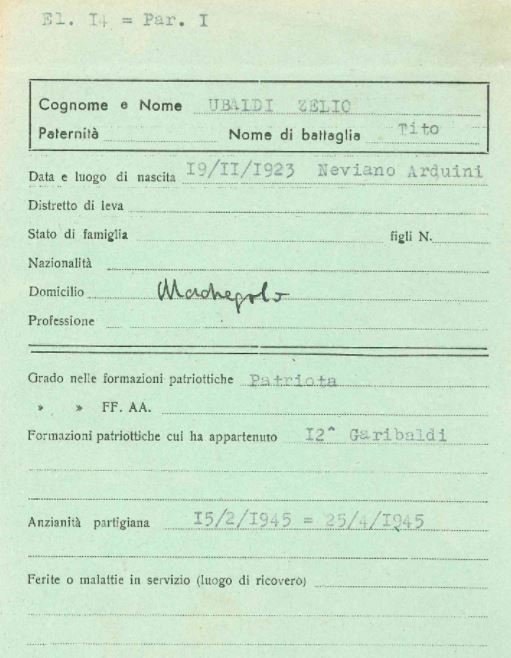 El. I4 = Par. I
Cognome e Nome UBALDI ZELIO
Paternità Nome di battaglia Tito
Data e luogo di nascita I9/II/I923 Neviano Arduini
Distretto di leva
Stato di famiglia figli N.
Nazionalità
Domicilio
Professione
Grado nelle formazioni patriottiche Patriota
» » FF. AA.
Formazioni patriottiche cui ha appartenuto I2^ Garibaldi
Anzianità partigiana I5/2/I945 = 25/4/I945
Ferite o malattie in servizio (luogo di ricovero)